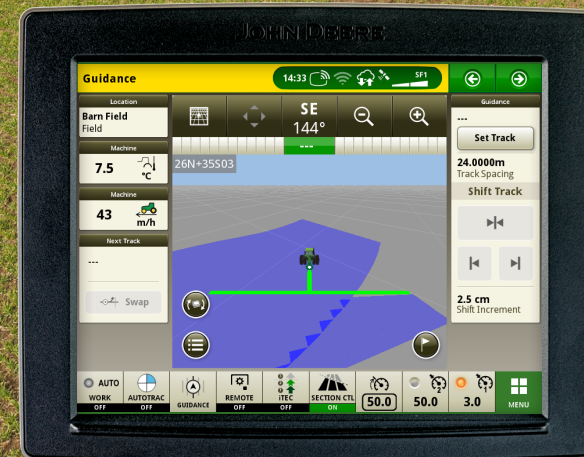 JOHN DEERE
Guidance
14:33
SF1
Location
Barn Field
Field
Machine
7.5
°C
Machine
43
m/h
Next Track
---
Swap
SE
144°
---
26N+35S03
Guidance
---
Set Track
24.0000m
Track Spacing
Shift Track
2.5 cm
Shift Increment
AUTO
WORK
OFF
AUTOTRAC
OFF
GUIDANCE
REMOTE
OFF
iTEC
OFF
SECTION CTL
ON
50.0
2
50.0
1
3.0
MENU